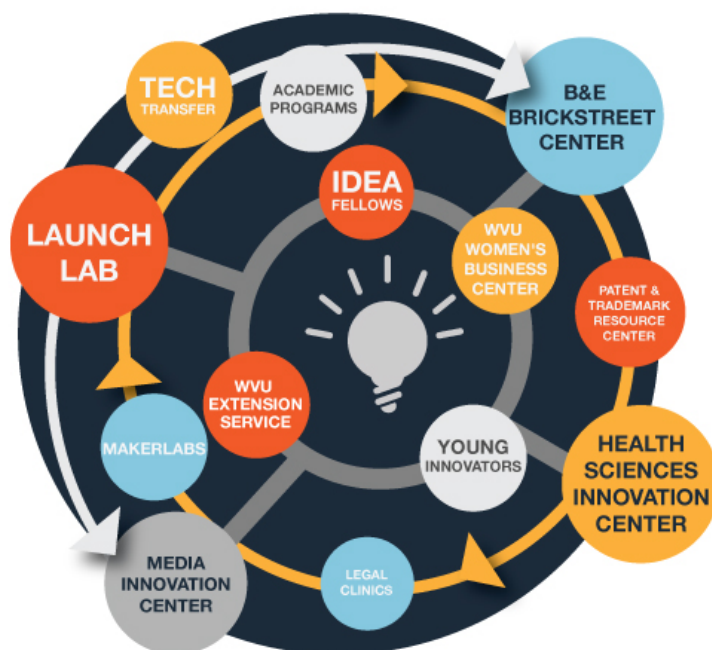 TECH
TRANSFER
ACADEMIC
PROGRAMS
B&E
BRICKSTREET
CENTER
IDEA
FELLOWS
LAUNCH
LAB
WVU
WOMEN'S
BUSINESS
CENTER
PATENT &
TRADEMARK
RESOURCE
CENTER
WVU
EXTENSION
SERVICE
MAKERLABS
YOUNG
INNOVATORS
HEALTH
SCIENCES
INNOVATION
CENTER
MEDIA
INNOVATION
CENTER
LEGAL
CLINICS